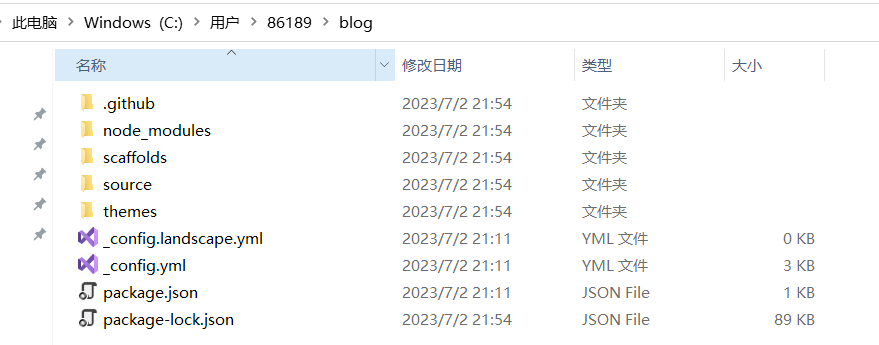 此电脑 > Windows (C:) > 用户 > 86189 > blog
名称 修改日期 类型 大小
.github 2023/7/2 21:54 文件夹
node_modules 2023/7/2 21:54 文件夹
scaffolds 2023/7/2 21:54 文件夹
source 2023/7/2 21:54 文件夹
themes 2023/7/2 21:54 文件夹
_config.landscape.yml 2023/7/2 21:11 YML 文件 0 KB
_config.yml 2023/7/2 21:11 YML 文件 3 KB
package.json 2023/7/2 21:11 JSON File 1 KB
package-lock.json 2023/7/2 21:54 JSON File 89 KB